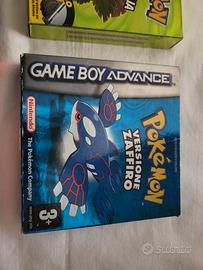 GAME BOY ADVANCE
Nintendo
The Pokémon Company
POKÉMON
VERSIONE
ZAFFIRO
3+
Subito.it